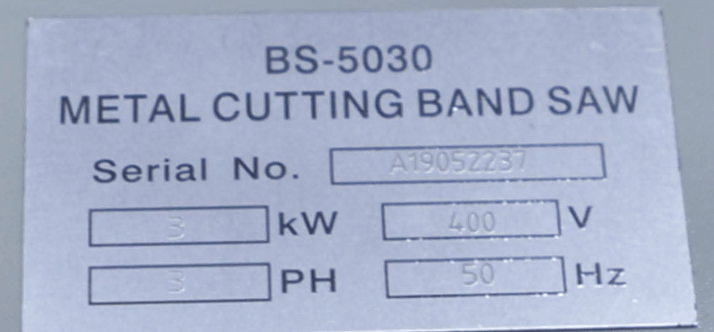 BS-5030
METAL CUTTING BAND SAW
Serial No. A19052237
3 kW 400 V
3 PH 50 Hz